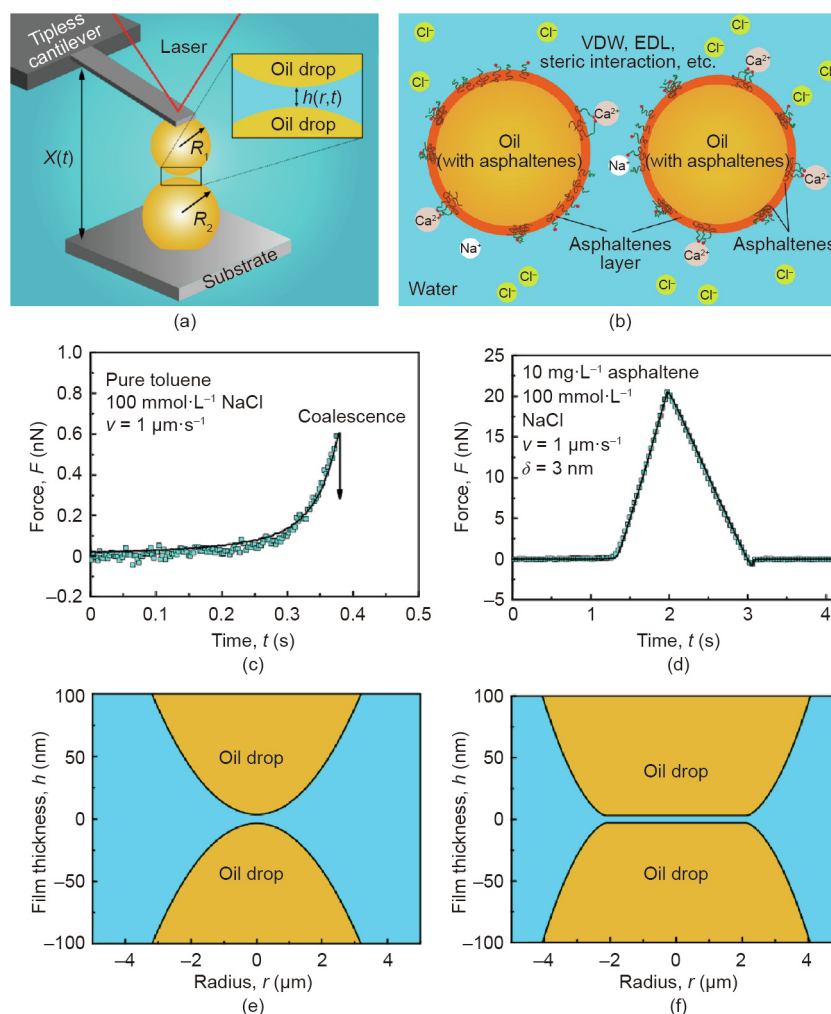 Tipless
cantilever
Laser
Oil drop
h(r,t)
Oil drop
X(t)
R1
R2
Substrate
(a)
Cl⁻
VDW, EDL,
steric interaction, etc.
Cl⁻
Cl⁻
Ca²⁺
Cl⁻
Cl⁻
Ca²⁺
Oil
(with asphaltenes)
Oil
(with asphaltenes)
Na⁺
Ca²⁺
Ca²⁺
Na⁺
Asphaltenes
layer
Ca²⁺
Asphaltenes
Water
Cl⁻
Cl⁻
Cl⁻
Cl⁻
Cl⁻
(b)
1.0
0.8
0.6
0.4
0.2
0
–0.2
Force, F (nN)
Pure toluene
100 mmol·L⁻¹ NaCl
v = 1 μm·s⁻¹
Coalescence
0
0.1
0.2
0.3
0.4
0.5
Time, t (s)
(c)
25
20
15
10
5
0
–5
Force, F (nN)
10 mg·L⁻¹ asphaltene
100 mmol·L⁻¹
NaCl
v = 1 μm·s⁻¹
δ = 3 nm
0
1
2
3
4
Time, t (s)
(d)
100
50
0
–50
–100
Film thickness, h (nm)
Oil drop
Oil drop
–4
–2
0
2
4
Radius, r (μm)
(e)
100
50
0
–50
–100
Film thickness, h (nm)
Oil drop
Oil drop
–4
–2
0
2
4
Radius, r (μm)
(f)